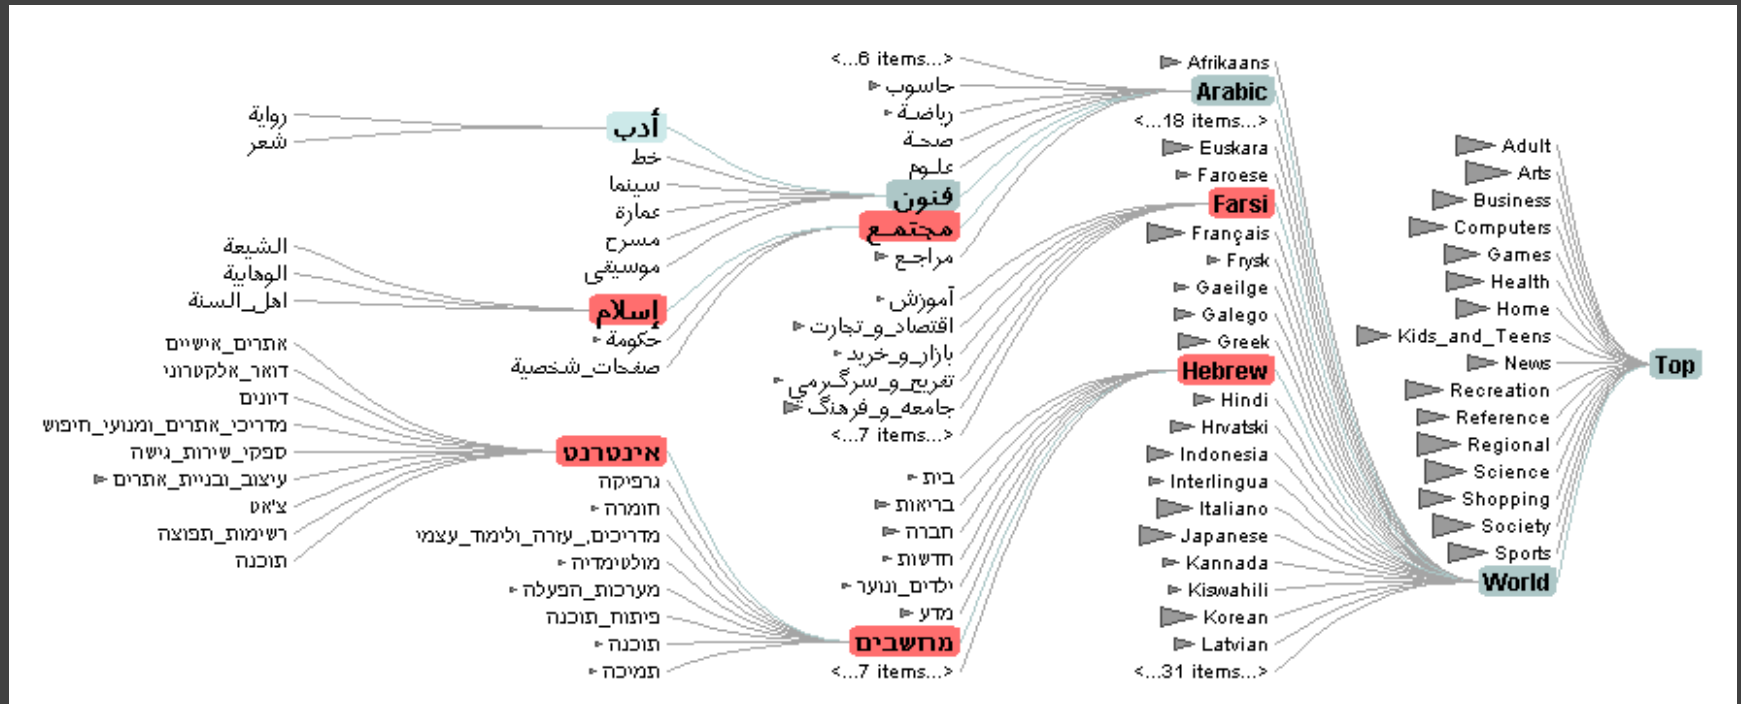 Top
Adult
Arts
Business
Computers
Games
Health
Home
Kids_and_Teens
News
Recreation
Reference
Regional
Science
Shopping
Society
Sports
World
Afrikaans
Arabic
<...18 items...>
Euskara
Faroese
Farsi
Français
Frysk
Gaeilge
Galego
Greek
Hebrew
Hindi
Hrvatski
Indonesia
Interlingua
Italiano
Japanese
Kannada
Kiswahili
Korean
Latvian
<...31 items...>
<...6 items...>
حاسوب
رياضة
صحة
علوم
فنون
مجتمع
مراجع
آموزش
اقتصاد_و_تجارت
بازار_و_خرید
تفریح_و_سرگرمی
جامعه_و_فرهنگ
<...7 items...>
בית
בריאות
חברה
חדשות
ילדים_ונוער
מדע
מחשבים
<...7 items...>
أدب
خط
سينما
عمارة
مسرح
موسيقى
إسلام
حكومة
صفحات_شخصية
אינטרנט
גרפיקה
חומרה
מדריכים,_עזרה_ולימוד_עצמי
מולטימדיה
מערכות_הפעלה
פיתוח_תוכנה
תוכנה
תמיכה
رواية
شعر
الشيعة
الوهابية
اهل_السنة
אתרים_אישיים
דואר_אלקטרוני
דיונים
מדריכי_אתרים_ומנועי_חיפוש
ספקי_שירות_גישה
עיצוב_ובניית_אתרים
צ'אט
רשימות_תפוצה
תוכנה